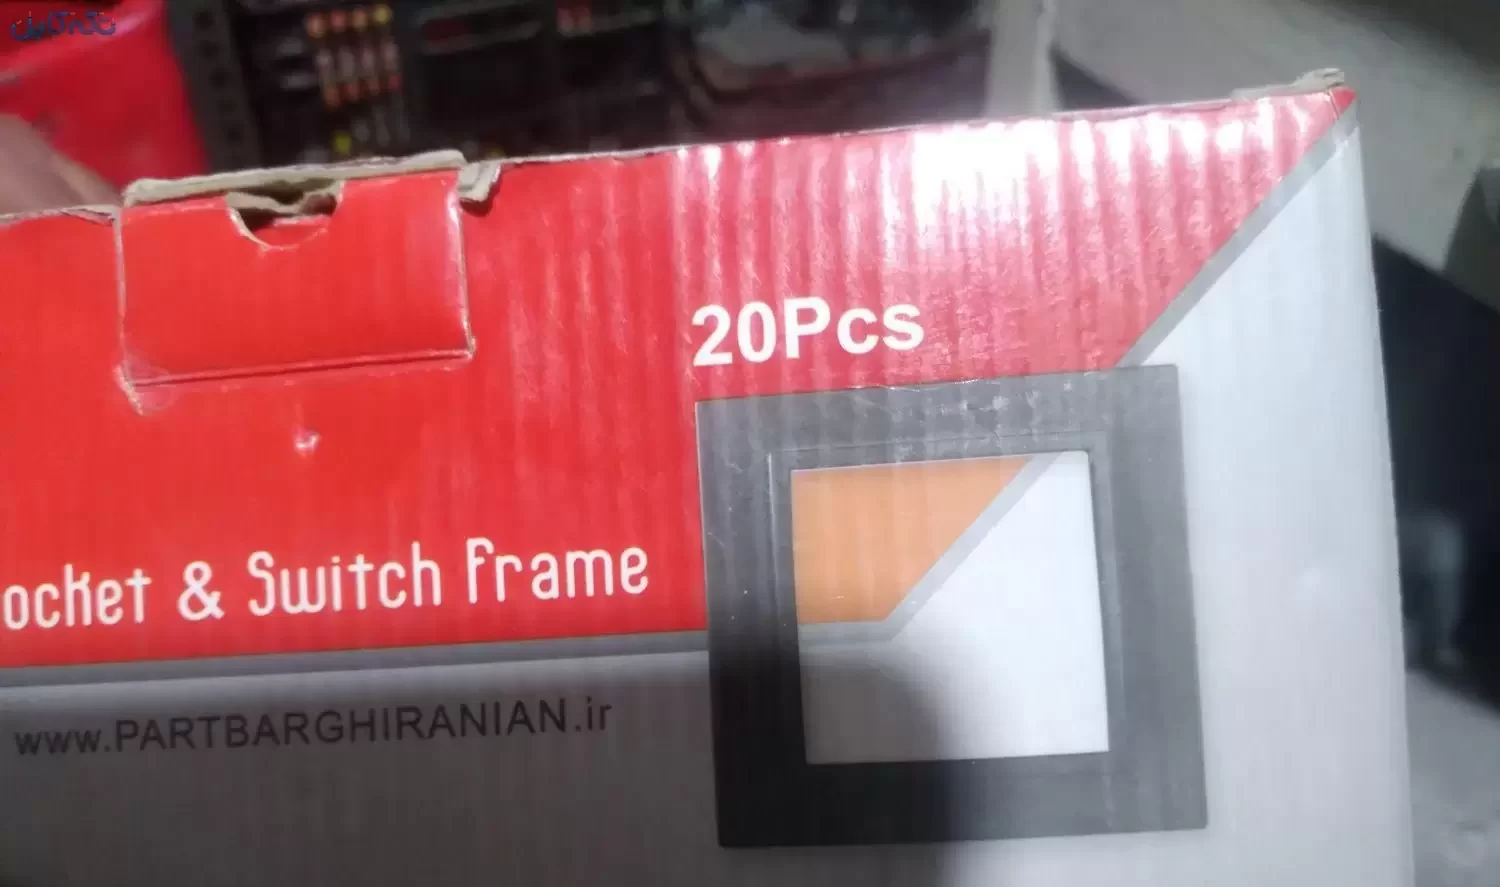 20Pcs
ocket & Switch Frame
www.PARTBARGHIRANIAN.ir